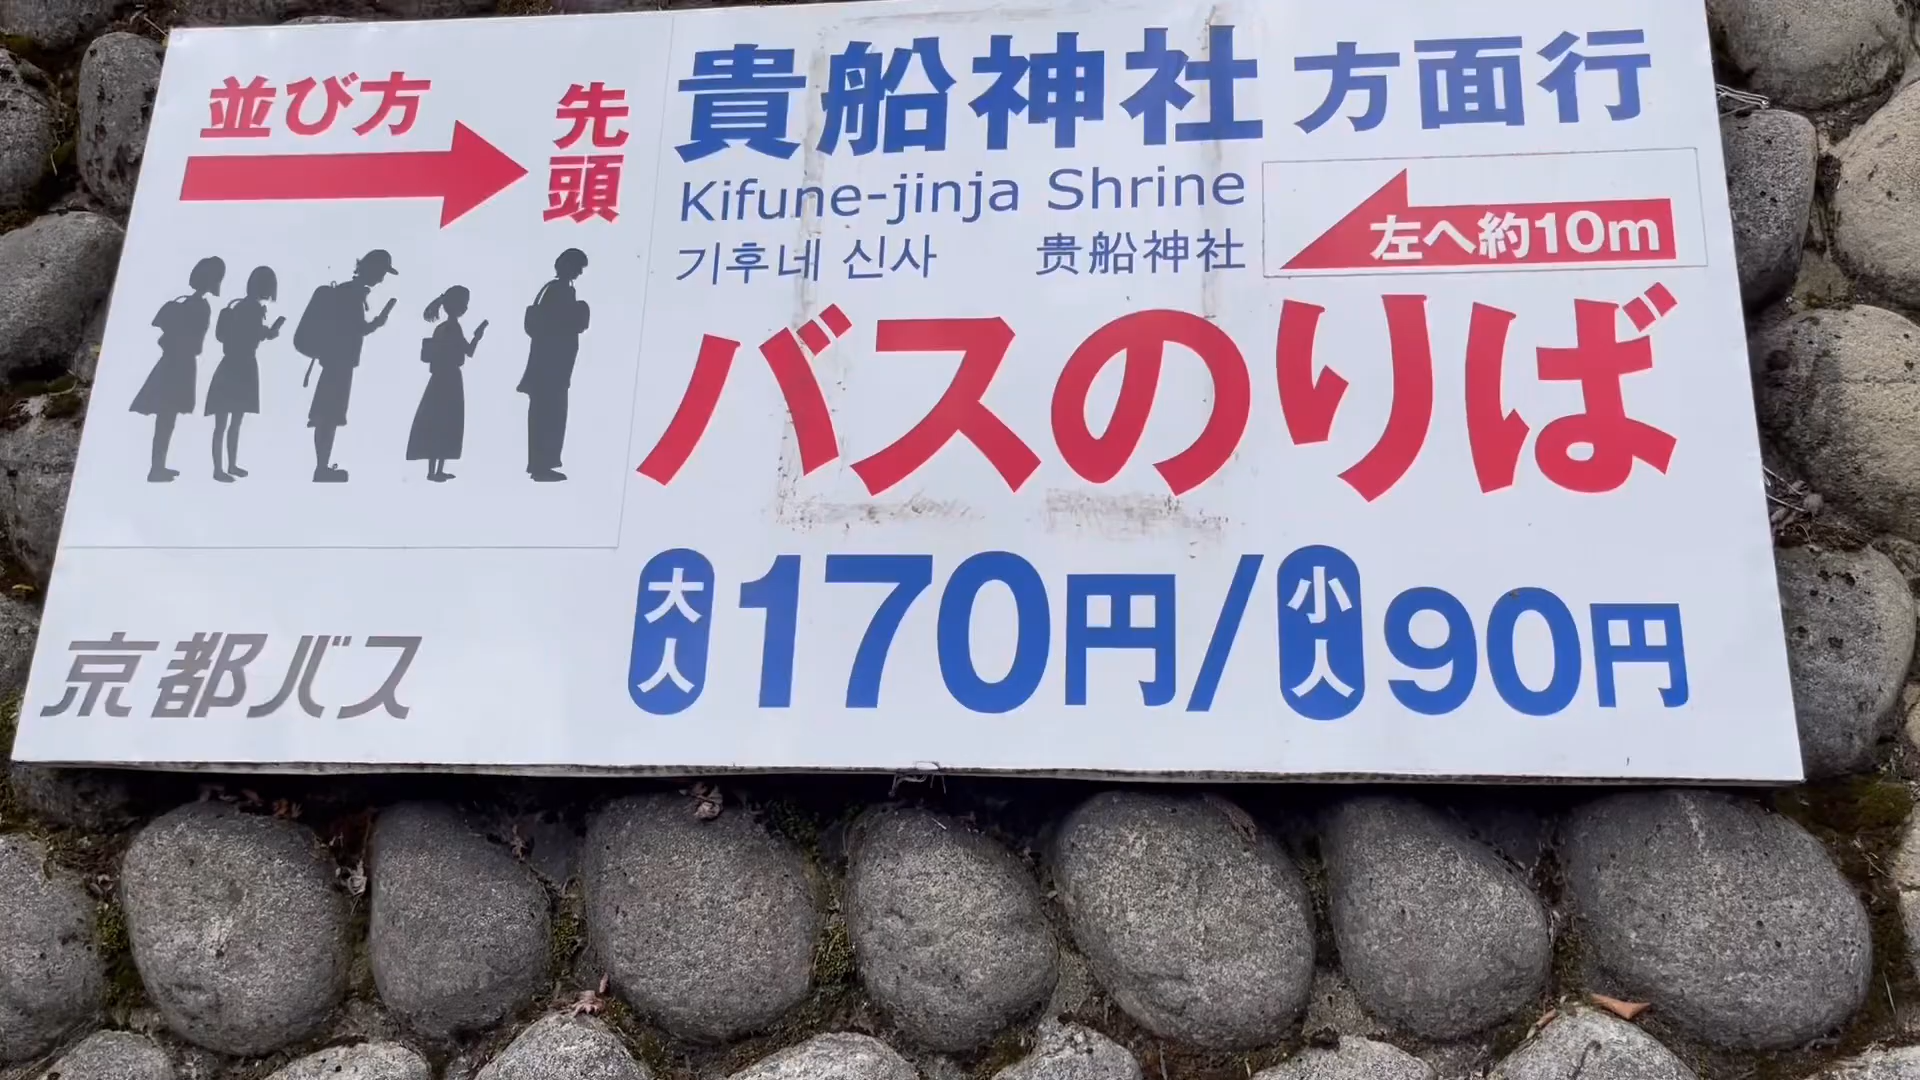 並び方
先頭
貴船神社 方面行
Kifune-jinja Shrine
기후네 신사 贵船神社
左へ約10m
バスのりば
大人 170円/小人 90円
京都バス